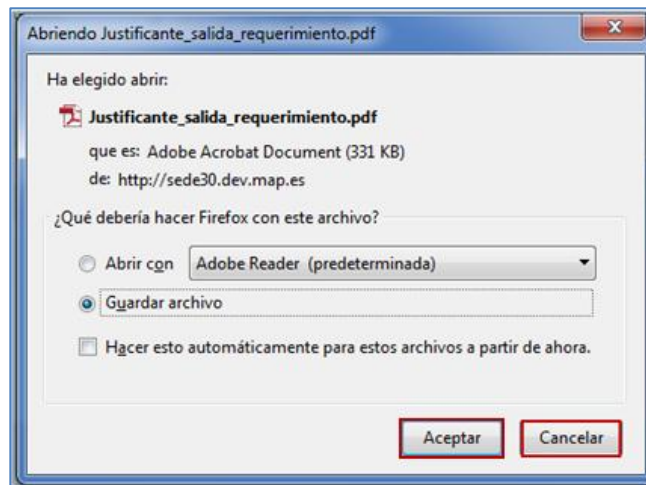 Abriendo Justificante_salida_requerimiento.pdf
Ha elegido abrir:
Justificante_salida_requerimiento.pdf
que es: Adobe Acrobat Document (331 KB)
de: http://sede30.dev.map.es
¿Qué debería hacer Firefox con este archivo?
Abrir con Adobe Reader (predeterminada)
Guardar archivo
Hacer esto automáticamente para estos archivos a partir de ahora.
Aceptar Cancelar